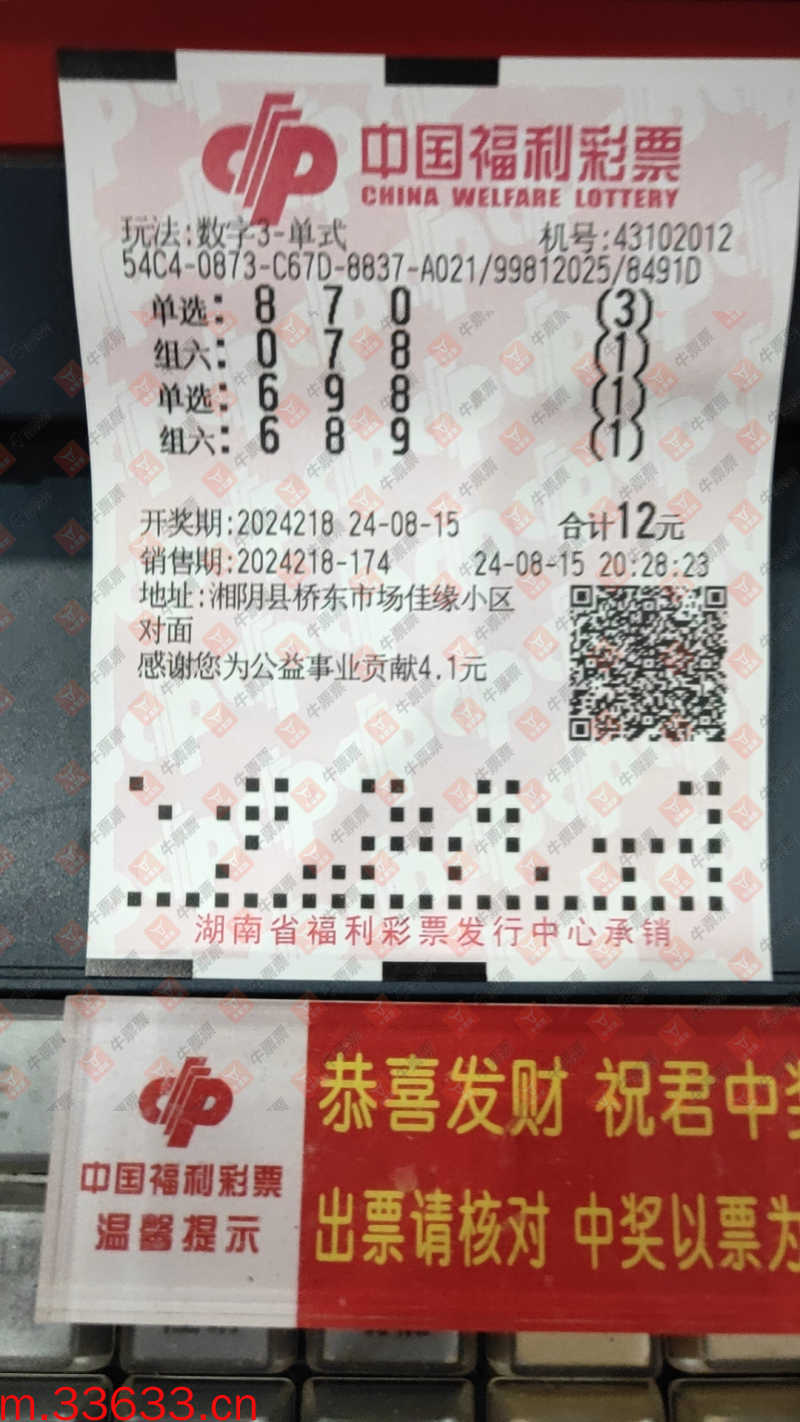 中国福利彩票
CHINA WELFARE LOTTERY
玩法:数字3-单式 机号:43102012
54C4-0873-C67D-8837-A021/99812025/8491D
单选: 8 7 0 (3)
组六: 0 7 8 (1)
单选: 6 9 8 (1)
组六: 6 8 9 (1)
开奖期:2024218 24-08-15 合计12元
销售期:2024218-174 24-08-15 20:28:23
地址:湘阴县桥东市场佳缘小区
对面
感谢您为公益事业贡献4.1元
湖南省福利彩票发行中心承销
中国福利彩票
温馨提示
恭喜发财 祝君中奖
出票请核对 中奖以票为
m.33633.cn
牛票票